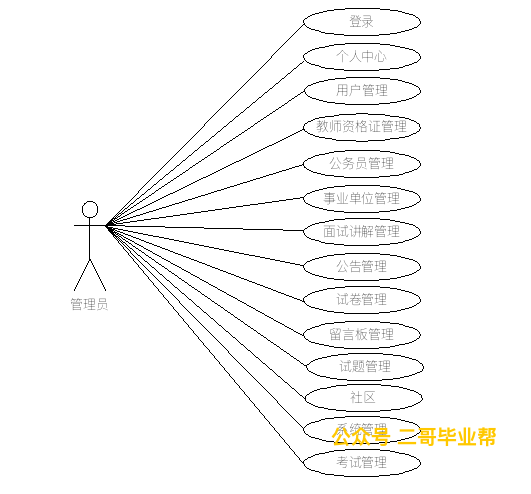 登录
个人中心
用户管理
教师资格证管理
公务员管理
事业单位管理
面试讲解管理
公告管理
管理员
试卷管理
留言板管理
试题管理
社区
系统管理
公众号 二哥毕业帮
考试管理